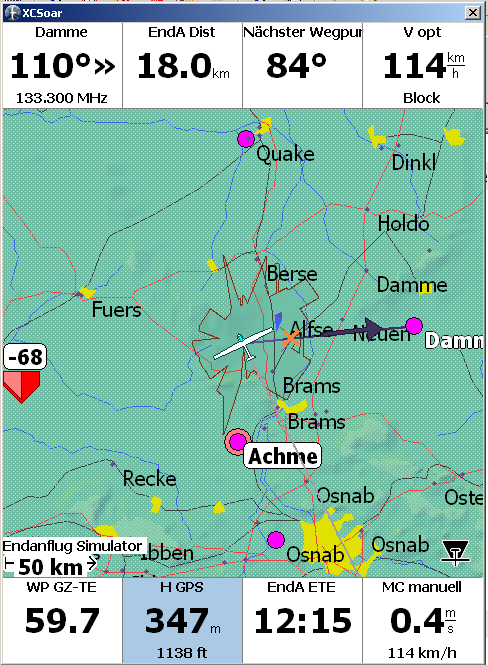 XCSoar
Damme EndA Dist Nächster Wegpur V opt
110°» 18.0 km 84° 114 km/h
133.300 MHz Block
Quake
Dinkl
Holdo
Berse
Damme
Fuers
Alfse Neuen
Damm
-68
Brams
Brams
Achme
Recke
Osnab
Oste
Endanflug Simulator
Ibben
Osnab
Osnab
50 km
WP GZ-TE H GPS EndA ETE MC manuell
59.7 347 m 12:15 0.4 m/s
1138 ft 114 km/h